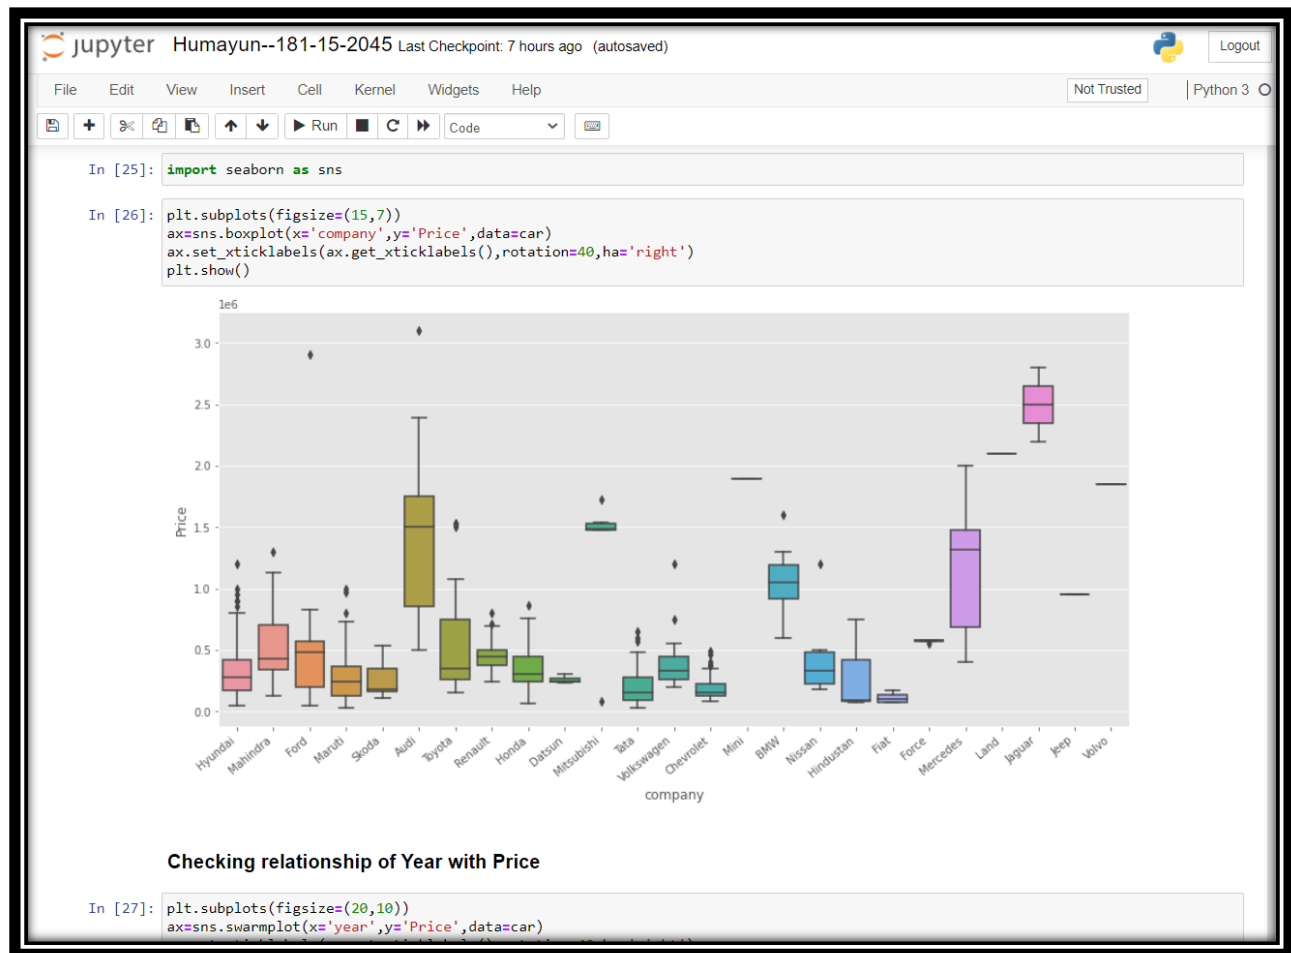 jupyter Humayun--181-15-2045 Last Checkpoint: 7 hours ago (autosaved) Logout
File Edit View Insert Cell Kernel Widgets Help Not Trusted Python 3
Run Code
In [25]: import seaborn as sns
In [26]: plt.subplots(figsize=(15,7))
ax=sns.boxplot(x='company',y='Price',data=car)
ax.set_xticklabels(ax.get_xticklabels(),rotation=40,ha='right')
plt.show()
1e6
3.0
2.5
2.0
1.5
1.0
0.5
0.0
Price
Hyundai Mahindra Ford Maruti Skoda Audi Toyota Renault Honda Datsun Mitsubishi Tata Volkswagen Chevrolet Mini BMW Nissan Hindustan Fiat Force Mercedes Land Jaguar Jeep Volvo
company
Checking relationship of Year with Price
In [27]: plt.subplots(figsize=(20,10))
ax=sns.swarmplot(x='year',y='Price',data=car)